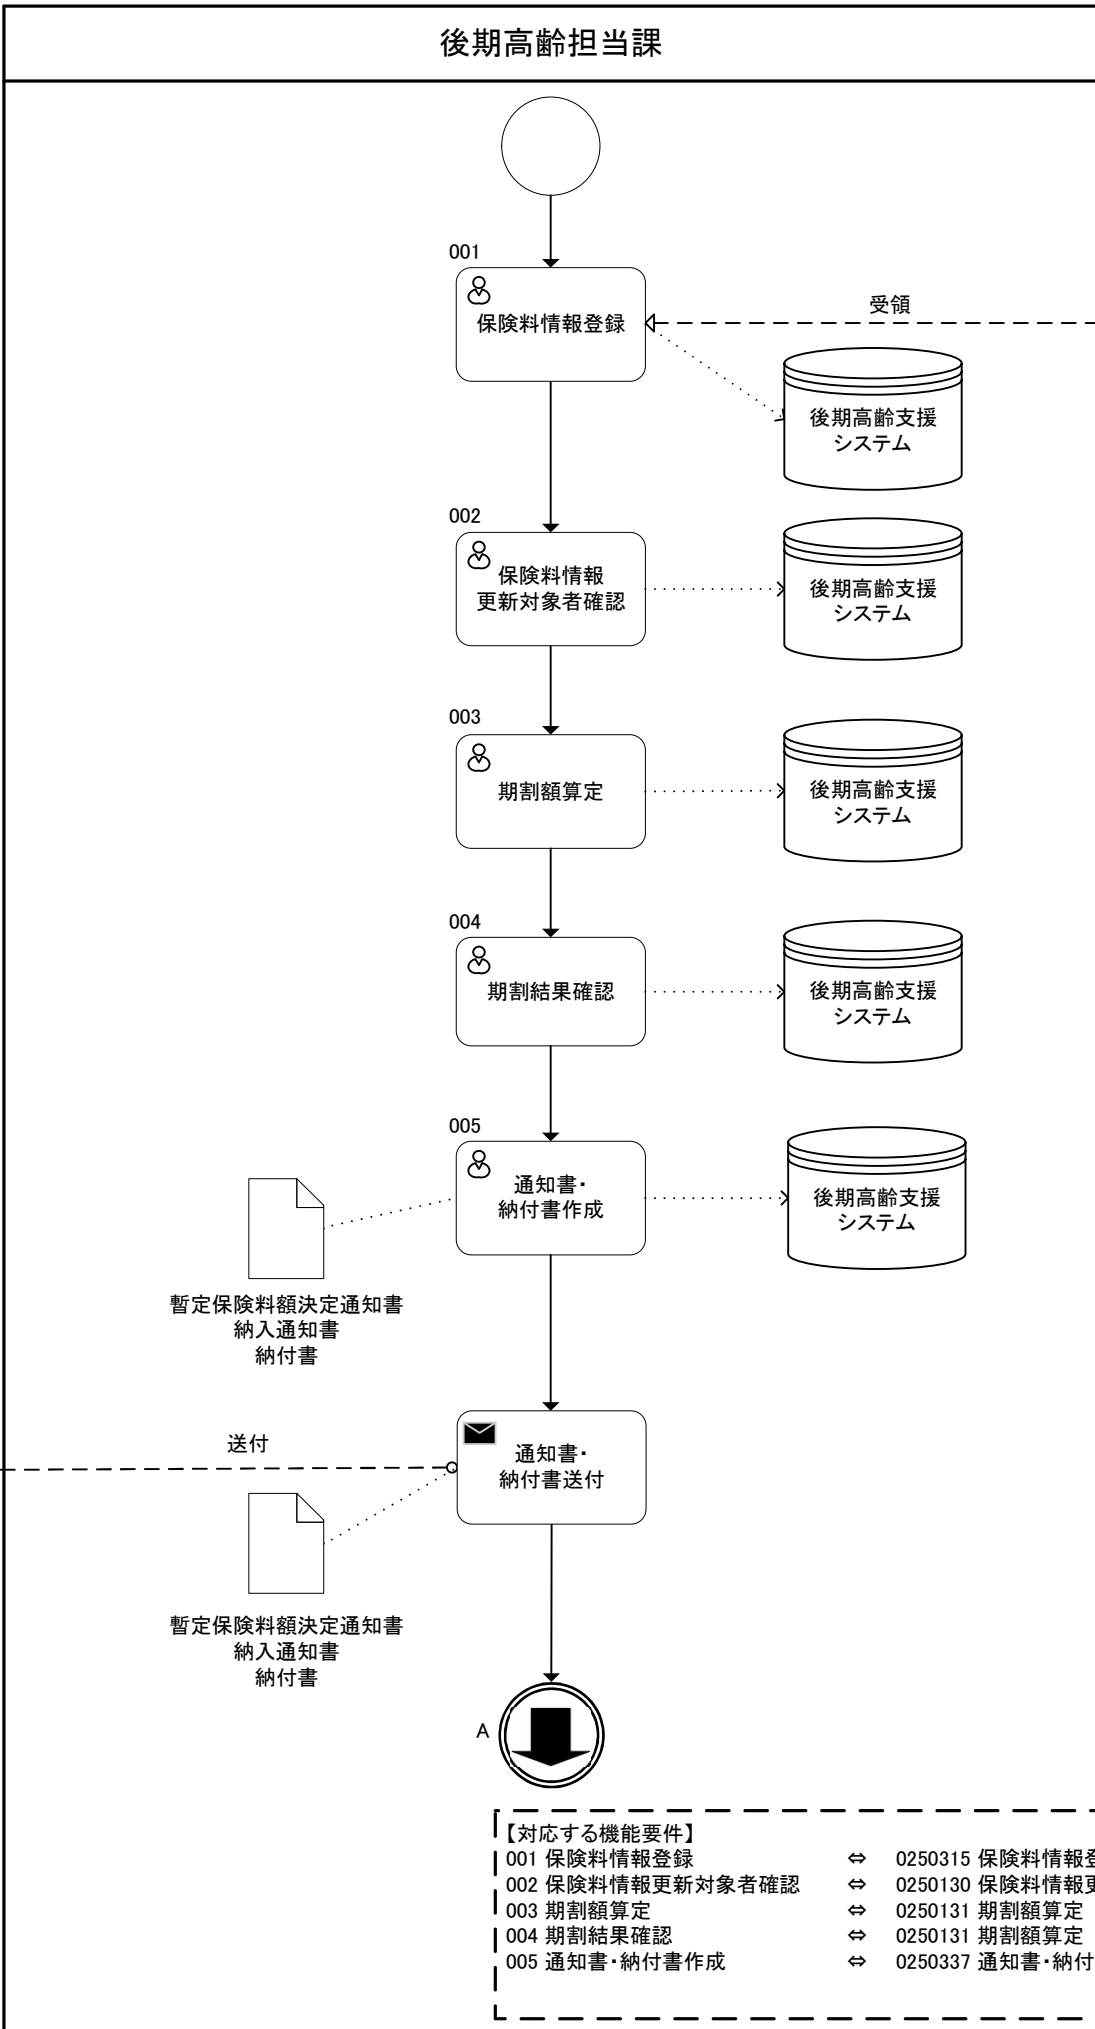 後期高齢担当課
001
保険料情報登録
受領
後期高齢支援
システム
002
保険料情報
更新対象者確認
後期高齢支援
システム
003
期割額算定
後期高齢支援
システム
004
期割結果確認
後期高齢支援
システム
005
通知書・
納付書作成
後期高齢支援
システム
暫定保険料額決定通知書
納入通知書
納付書
送付
通知書・
納付書送付
暫定保険料額決定通知書
納入通知書
納付書
A
【対応する機能要件】
001 保険料情報登録 ⇔ 0250315 保険料情報登
002 保険料情報更新対象者確認 ⇔ 0250130 保険料情報更
003 期割額算定 ⇔ 0250131 期割額算定
004 期割結果確認 ⇔ 0250131 期割額算定
005 通知書・納付書作成 ⇔ 0250337 通知書・納付